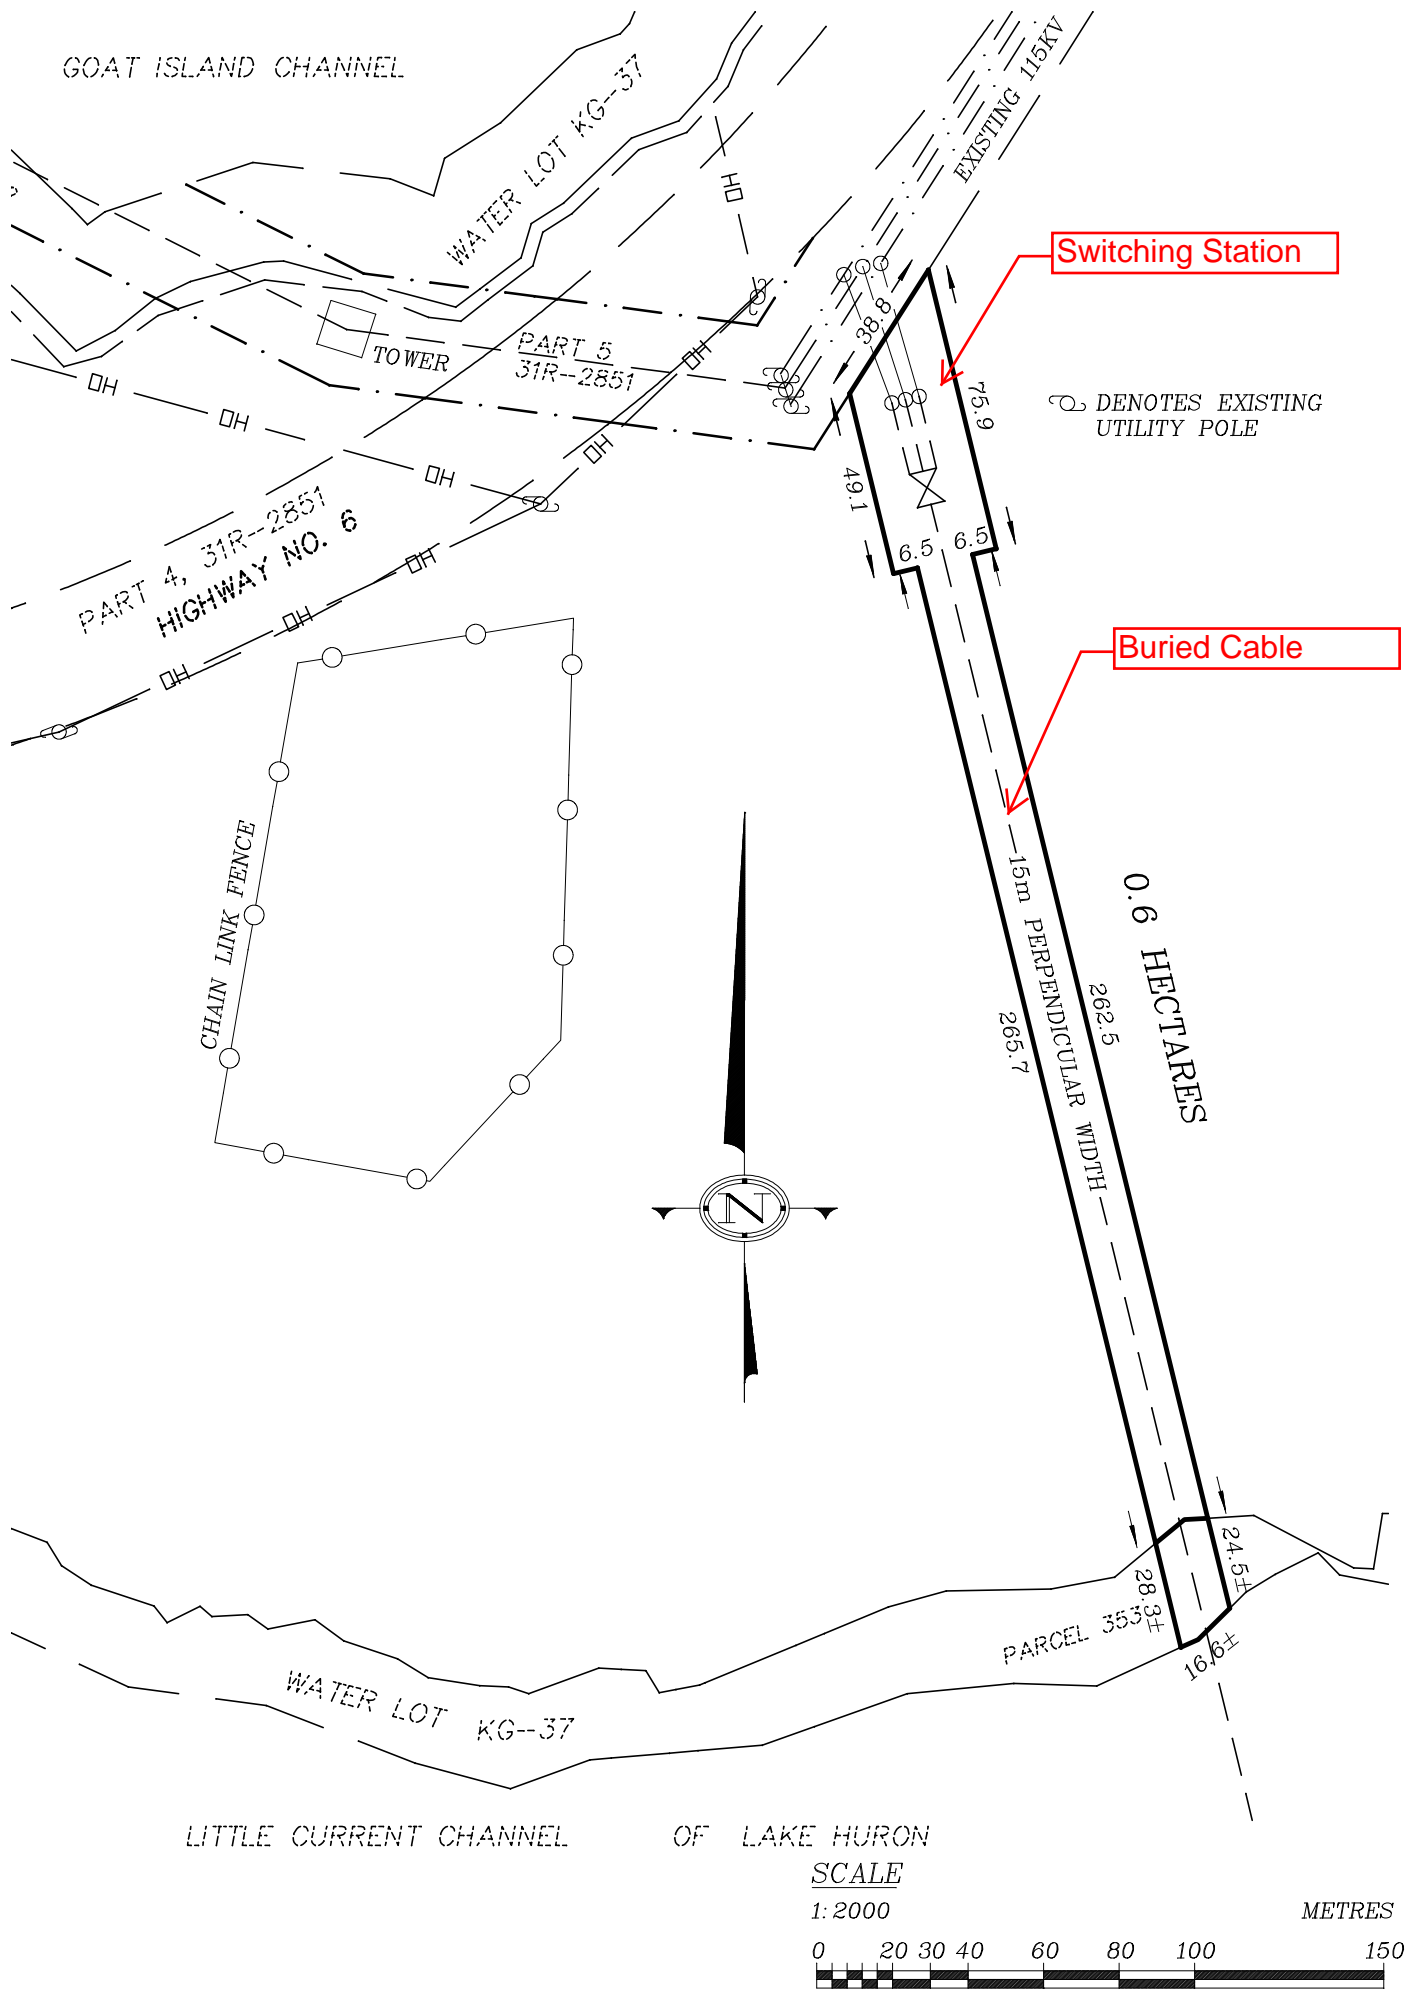 GOAT ISLAND CHANNEL
WATER LOT KG--37
EXISTING 115KV
OH
Switching Station
38.8
PART 5
31R--2851
TOWER
OH
OH
75.9
DENOTES EXISTING
UTILITY POLE
OH
OH
OH
49.1
PART 4, 31R--2851
HIGHWAY NO. 6
6.5
6.5
OH
OH
OH
Buried Cable
CHAIN LINK FENCE
15m PERPENDICULAR WIDTH
0.6 HECTARES
262.5
265.7
N
24.5±
28.3±
PARCEL 353
16.6±
WATER LOT KG--37
LITTLE CURRENT CHANNEL OF LAKE HURON
SCALE
1:2000 METRES
0 20 30 40 60 80 100 150